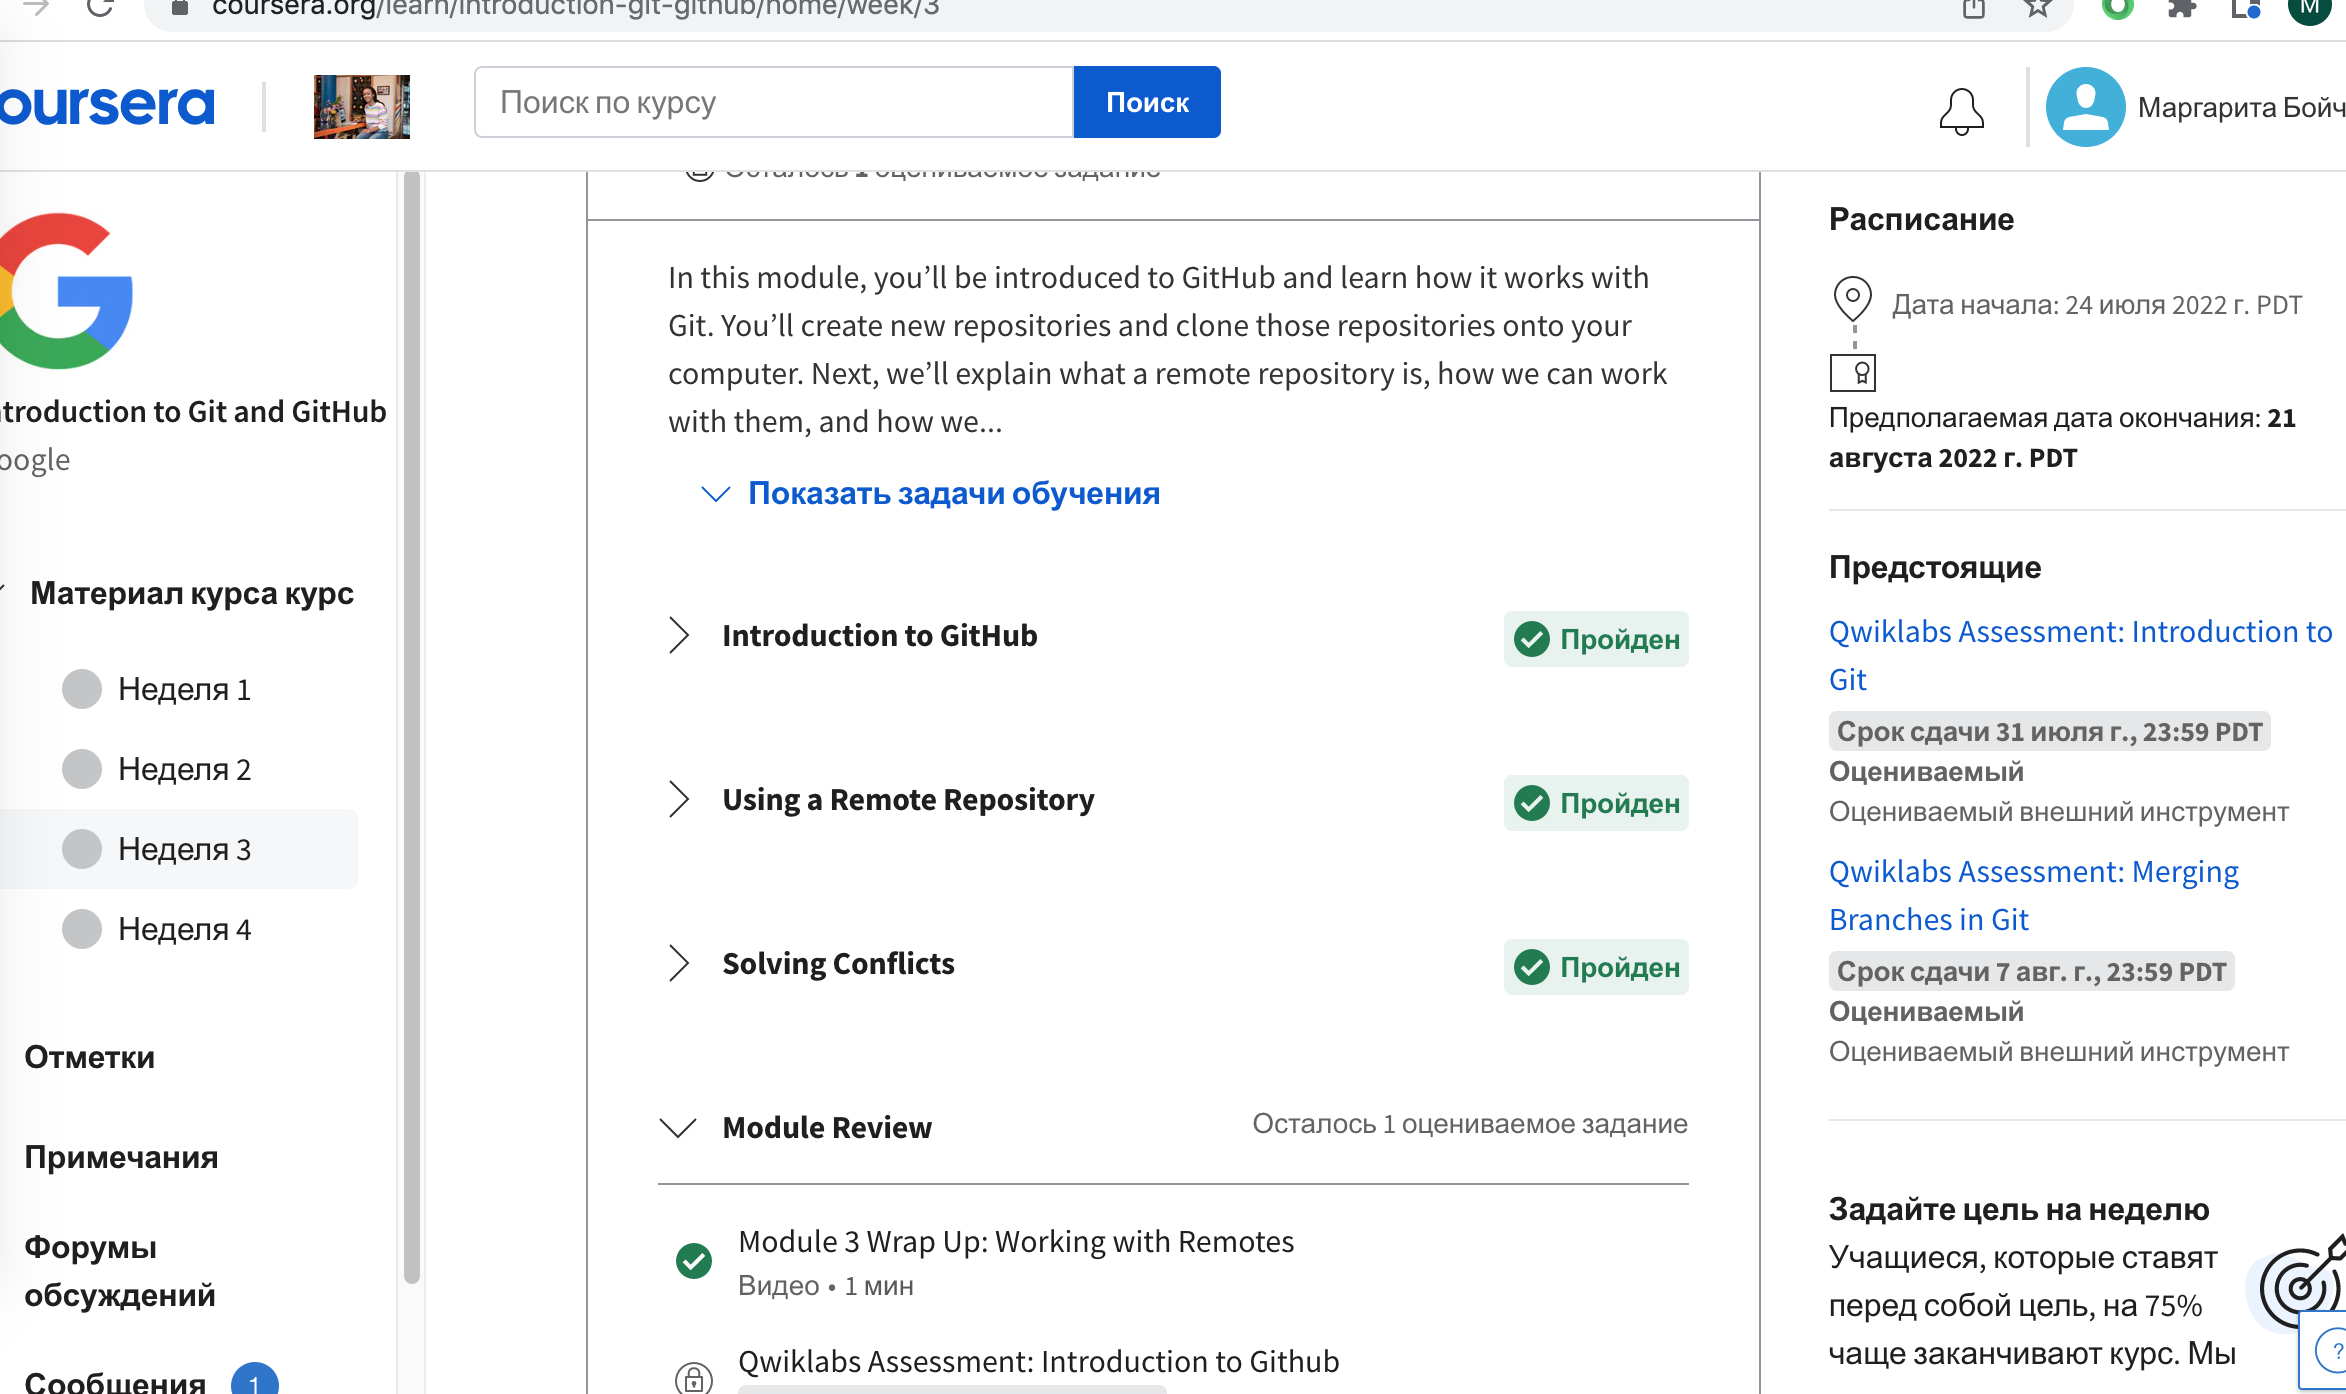 coursera.org/learn/introduction-git-github/home/week/3
M
oursera
Поиск по курсу
Поиск
Маргарита Бойч
Осталось 1 оцениваемое задание
troduction to Git and GitHub
oogle
Материал курса курс
Неделя 1
Неделя 2
Неделя 3
Неделя 4
Отметки
Примечания
Форумы
обсуждений
Сообщения 1
In this module, you’ll be introduced to GitHub and learn how it works with
Git. You’ll create new repositories and clone those repositories onto your
computer. Next, we’ll explain what a remote repository is, how we can work
with them, and how we...
Показать задачи обучения
Introduction to GitHub
Пройден
Using a Remote Repository
Пройден
Solving Conflicts
Пройден
Module Review
Осталось 1 оцениваемое задание
Module 3 Wrap Up: Working with Remotes
Видео • 1 мин
Qwiklabs Assessment: Introduction to Github
Расписание
Дата начала: 24 июля 2022 г. PDT
Предполагаемая дата окончания: 21
августа 2022 г. PDT
Предстоящие
Qwiklabs Assessment: Introduction to
Git
Срок сдачи 31 июля г., 23:59 PDT
Оцениваемый
Оцениваемый внешний инструмент
Qwiklabs Assessment: Merging
Branches in Git
Срок сдачи 7 авг. г., 23:59 PDT
Оцениваемый
Оцениваемый внешний инструмент
Задайте цель на неделю
Учащиеся, которые ставят
перед собой цель, на 75%
чаще заканчивают курс. Мы
?